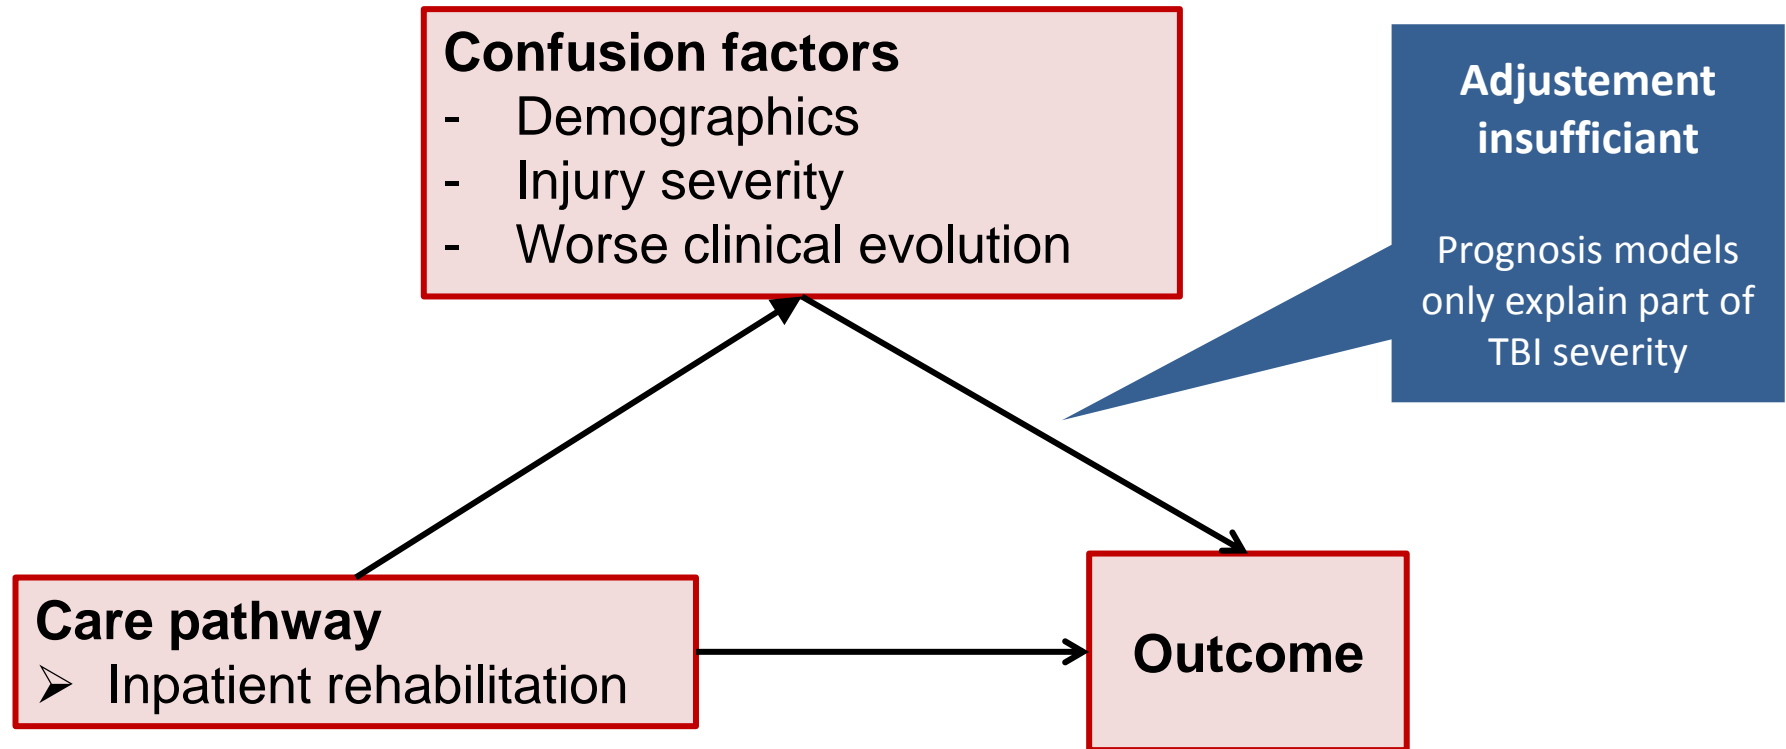 Confusion factors
- Demographics
- Injury severity
- Worse clinical evolution
Adjustement
insufficiant
Prognosis models
only explain part of
TBI severity
Care pathway
➢ Inpatient rehabilitation
Outcome